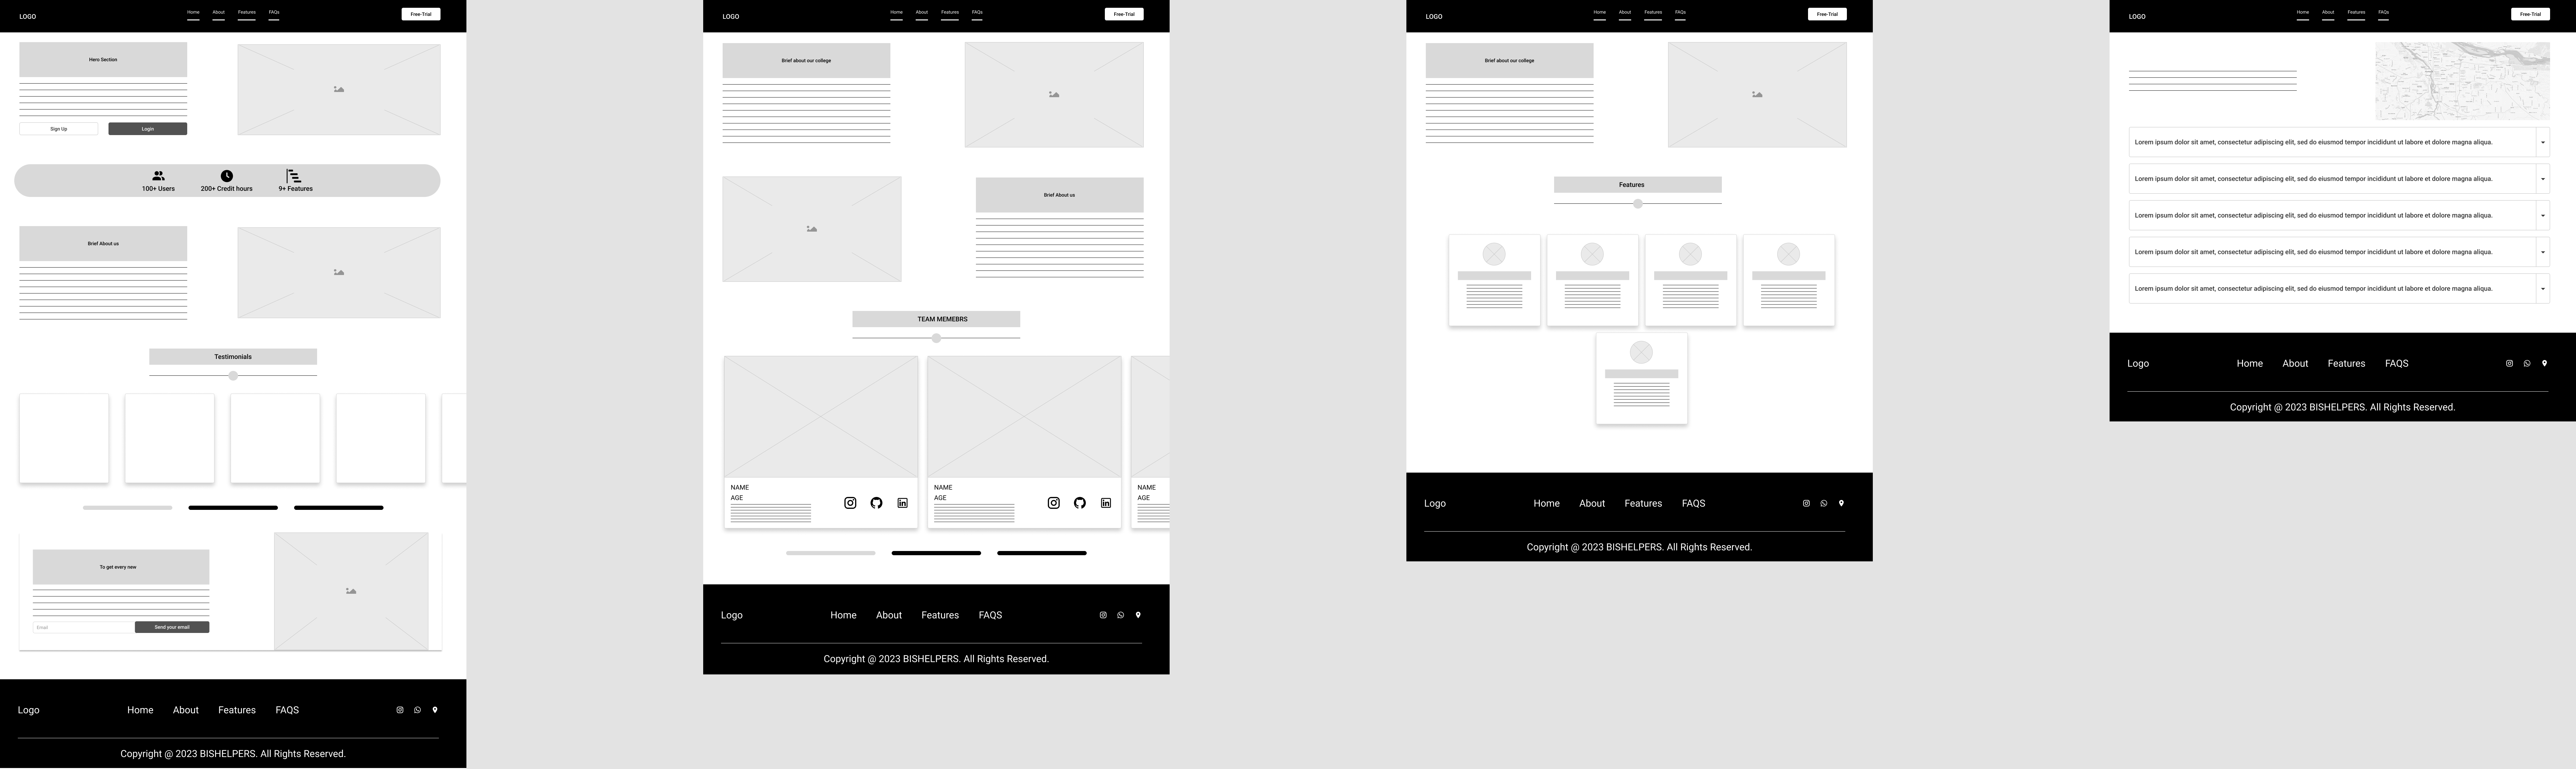 LOGO
Home About Features FAQs
Free-Trial
Hero Section
Sign Up Login
100+ Users 200+ Credit hours 9+ Features
Brief About us
Testimonials
To get every new
Email Send your email
Logo Home About Features FAQS
Copyright @ 2023 BISHELPERS. All Rights Reserved.
LOGO
Home About Features FAQs
Free-Trial
Brief about our college
Brief About us
TEAM MEMEBRS
NAME NAME NAME
AGE AGE AGE
Logo Home About Features FAQS
Copyright @ 2023 BISHELPERS. All Rights Reserved.
LOGO
Home About Features FAQs
Free-Trial
Brief about our college
Features
Logo Home About Features FAQS
Copyright @ 2023 BISHELPERS. All Rights Reserved.
LOGO
Home About Features FAQs
Free-Trial
Lorem ipsum dolor sit amet, consectetur adipiscing elit, sed do eiusmod tempor incididunt ut labore et dolore magna aliqua.
Lorem ipsum dolor sit amet, consectetur adipiscing elit, sed do eiusmod tempor incididunt ut labore et dolore magna aliqua.
Lorem ipsum dolor sit amet, consectetur adipiscing elit, sed do eiusmod tempor incididunt ut labore et dolore magna aliqua.
Lorem ipsum dolor sit amet, consectetur adipiscing elit, sed do eiusmod tempor incididunt ut labore et dolore magna aliqua.
Lorem ipsum dolor sit amet, consectetur adipiscing elit, sed do eiusmod tempor incididunt ut labore et dolore magna aliqua.
Logo Home About Features FAQS
Copyright @ 2023 BISHELPERS. All Rights Reserved.